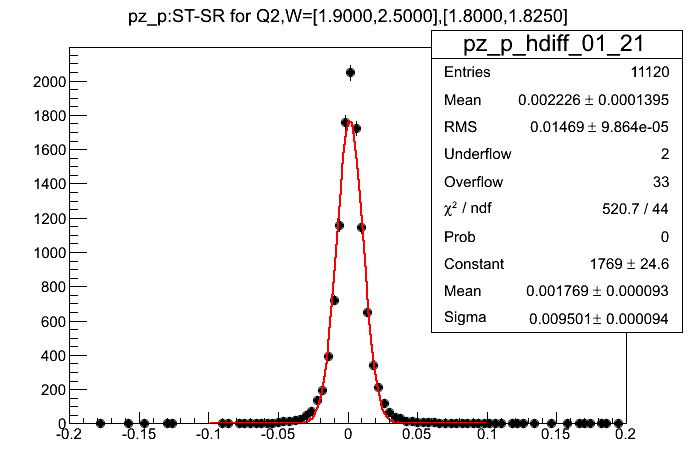 pz_p:ST-SR for Q2,W=[1.9000,2.5000],[1.8000,1.8250]
pz_p_hdiff_01_21
Entries 11120
Mean 0.002226 ± 0.0001395
RMS 0.01469 ± 9.864e-05
Underflow 2
Overflow 33
χ² / ndf 520.7 / 44
Prob 0
Constant 1769 ± 24.6
Mean 0.001769 ± 0.000093
Sigma 0.009501 ± 0.000094
2000
1800
1600
1400
1200
1000
800
600
400
200
0
-0.2 -0.15 -0.1 -0.05 0 0.05 0.1 0.15 0.2